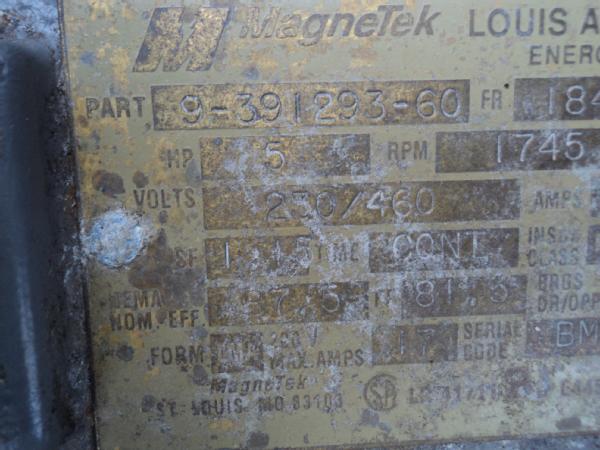 M MagneTek LOUIS A
ENERG
PART 9-391293-60 FR 184
HP 5 RPM 1745
VOLTS 230/460 AMPS
SF 1.15 TIME CONT INSUL CLASS
NEMA NOM. EFF. 87.5 81.3 BRGS DR/OPP
FORM 200 V MAX. AMPS 17 SERIAL CODE BM
MagneTek
ST. LOUIS, MO 63103